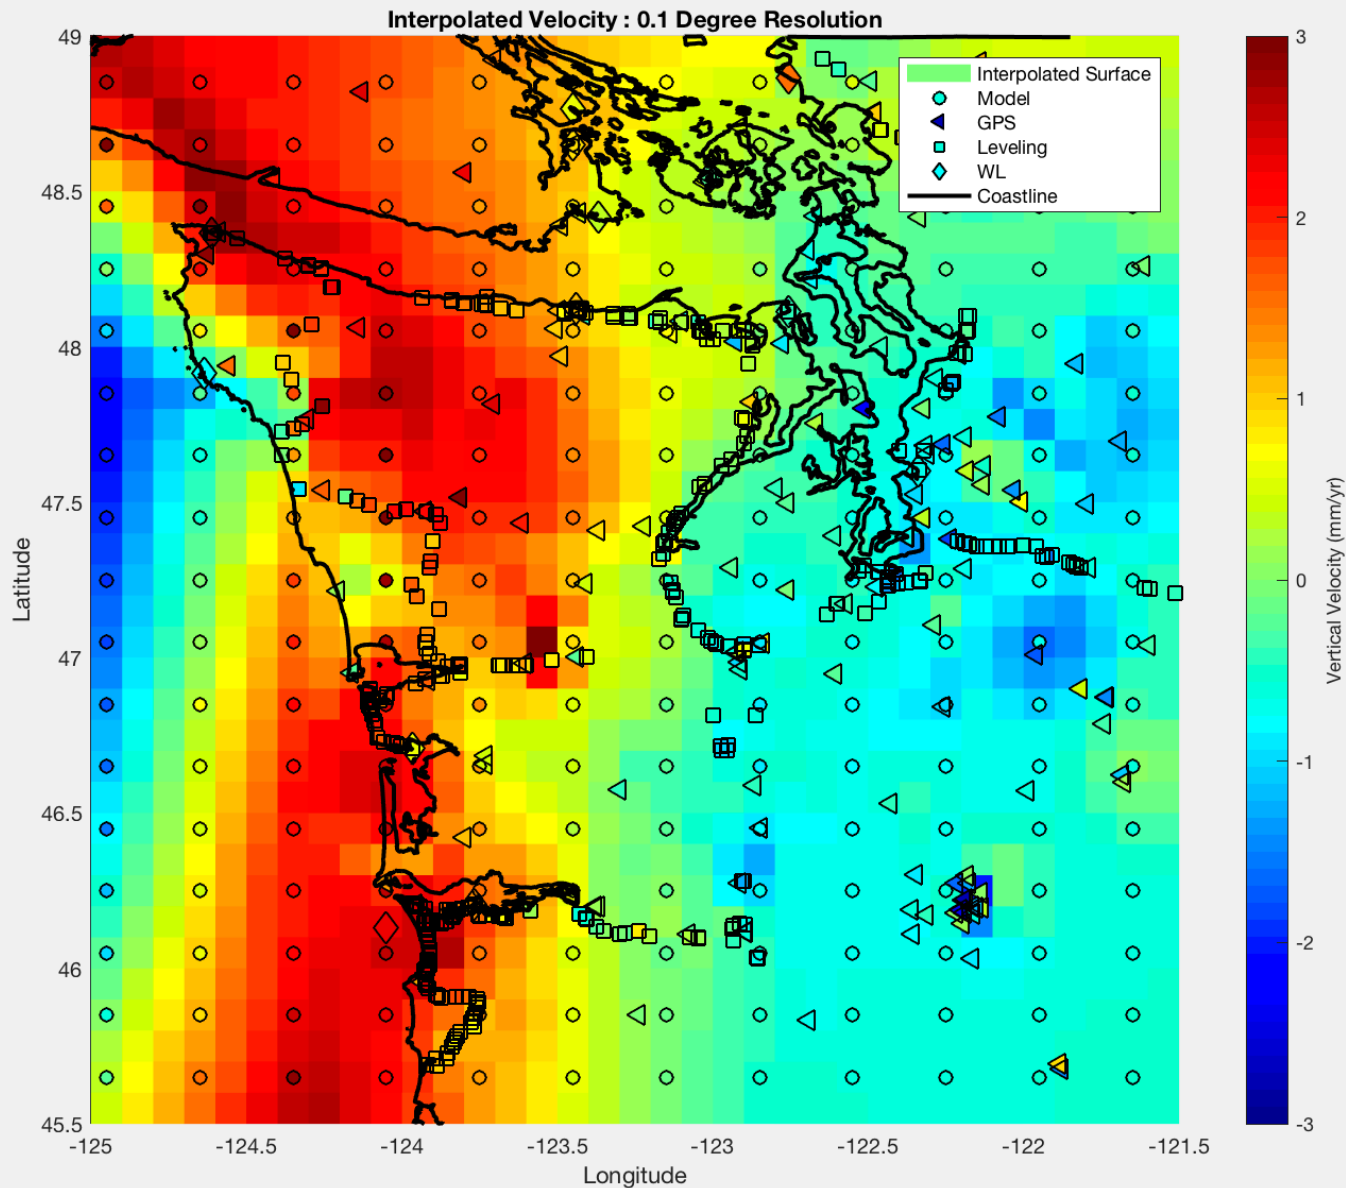 Interpolated Velocity : 0.1 Degree Resolution
49
48.5
48
47.5
47
46.5
46
45.5
Latitude
-125
-124.5
-124
-123.5
-123
-122.5
-122
-121.5
Longitude
Interpolated Surface
Model
GPS
Leveling
WL
Coastline
3
2
1
0
-1
-2
-3
Vertical Velocity (mm/yr)